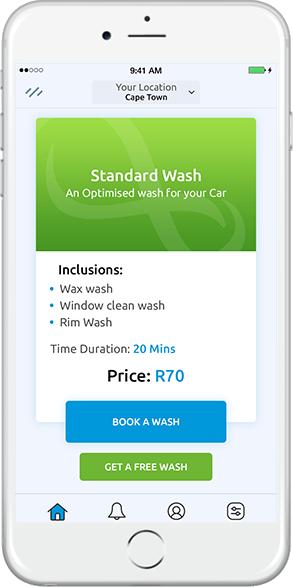 9:41 AM
Your Location
Cape Town
Standard Wash
An Optimised wash for your Car
Inclusions:
Wax wash
Window clean wash
Rim Wash
Time Duration: 20 Mins
Price: R70
BOOK A WASH
GET A FREE WASH